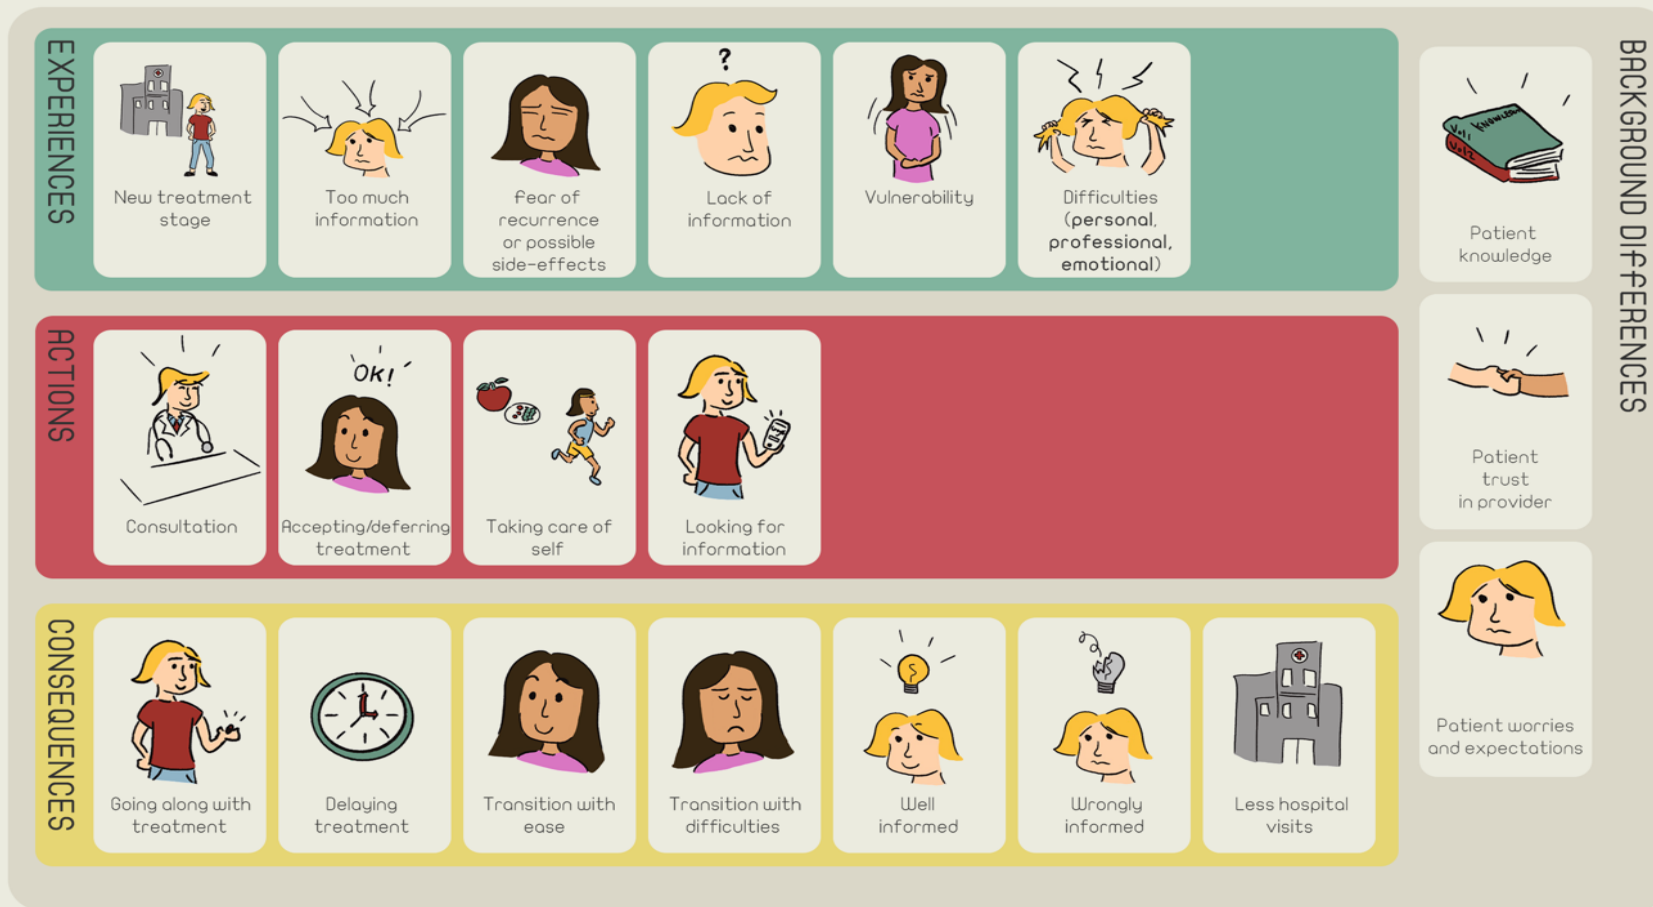 EXPERIENCES
New treatment
stage
Too much
information
Fear of
recurrence
or possible
side-effects
?
Lack of
information
Vulnerability
Difficulties
(personal,
professional,
emotional)
ACTIONS
Consultation
OK!
Accepting/deferring
treatment
Taking care of
self
Looking for
information
CONSEQUENCES
Going along with
treatment
Delaying
treatment
Transition with
ease
Transition with
difficulties
Well
informed
Wrongly
informed
Less hospital
visits
BACKGROUND DIFFERENCES
KNOWLEDGE
Vol1
Vol2
Patient
knowledge
Patient
trust
in provider
Patient worries
and expectations